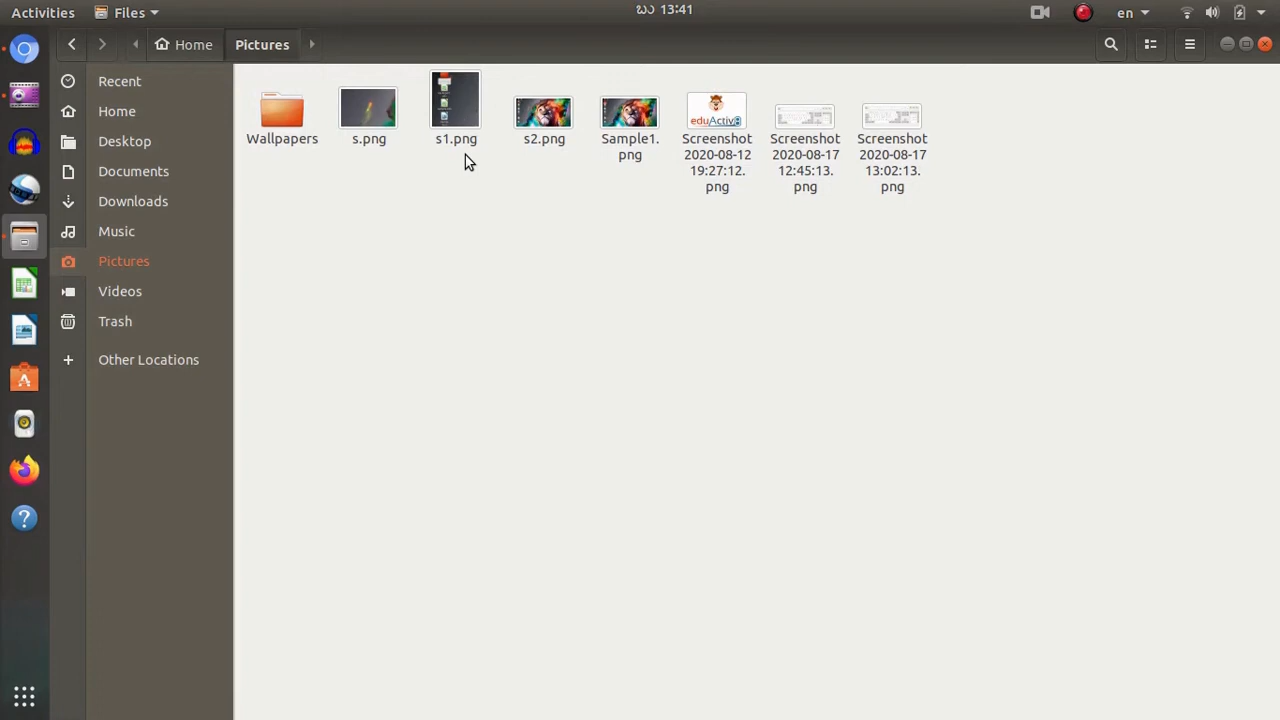 Activities
Files
ඔගා 13:41
en
Home
Pictures
Recent
Home
Desktop
Documents
Downloads
Music
Pictures
Videos
Trash
Other Locations
Wallpapers
s.png
s1.png
s2.png
Sample1.
png
eduActiv8
Screenshot
2020-08-12
19:27:12.
png
Screenshot
2020-08-17
12:45:13.
png
Screenshot
2020-08-17
13:02:13.
png